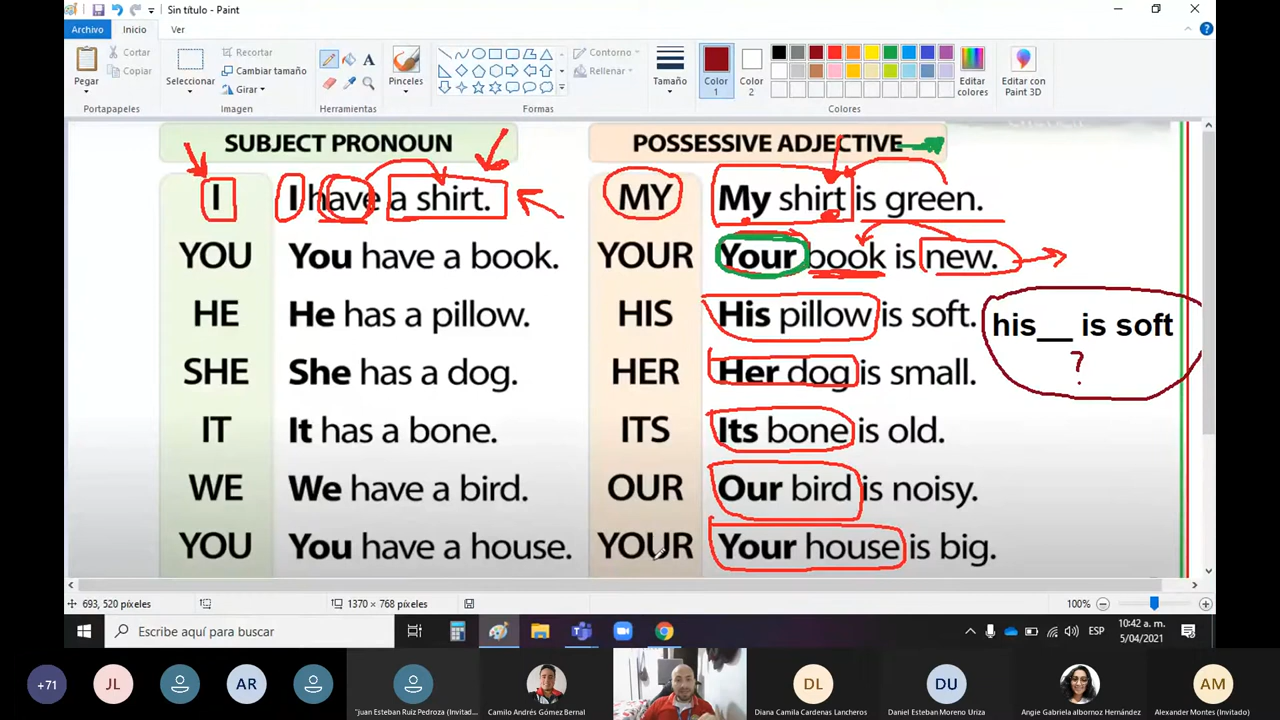 Sin título - Paint
Archivo Inicio Ver
Pegar
Cortar
Copiar
Portapapeles
Seleccionar
Recortar
Cambiar tamaño
Girar
Imagen
A
Herramientas
Pinceles
Contorno
Rellenar
Formas
Tamaño
Color 1
Color 2
Editar colores
Colores
Editar con Paint 3D
SUBJECT PRONOUN POSSESSIVE ADJECTIVE
I I have a shirt. MY My shirt is green.
YOU You have a book. YOUR Your book is new.
HE He has a pillow. HIS His pillow is soft. his__ is soft
?
SHE She has a dog. HER Her dog is small.
IT It has a bone. ITS Its bone is old.
WE We have a bird. OUR Our bird is noisy.
YOU You have a house. YOUR Your house is big.
693, 520 píxeles 1370 × 768 píxeles 100%
Escribe aquí para buscar
ESP
10:42 a. m.
5/04/2021
+71 JL AR DL DU AM
"Juan Esteban Ruiz Pedroza (Invitad... Camilo Andrés Gómez Bernal Diana Camila Cardenas Lancheros Daniel Esteban Moreno Uriza Angie Gabriela albornoz Hernández Alexander Montes (Invitado)